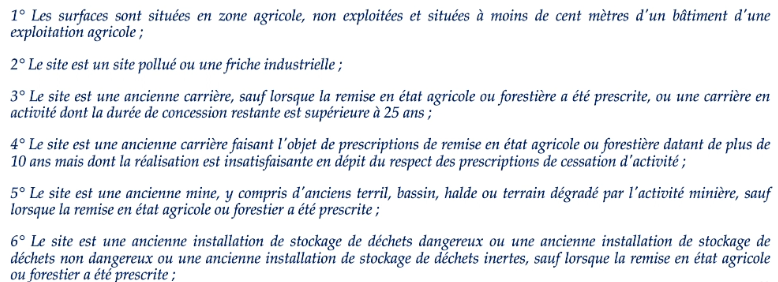 1° Les surfaces sont situées en zone agricole, non exploitées et situées à moins de cent mètres d'un bâtiment d'une
exploitation agricole ;
2° Le site est un site pollué ou une friche industrielle ;
3° Le site est une ancienne carrière, sauf lorsque la remise en état agricole ou forestière a été prescrite, ou une carrière en
activité dont la durée de concession restante est supérieure à 25 ans ;
4° Le site est une ancienne carrière faisant l'objet de prescriptions de remise en état agricole ou forestière datant de plus de
10 ans mais dont la réalisation est insatisfaisante en dépit du respect des prescriptions de cessation d'activité ;
5° Le site est une ancienne mine, y compris d'anciens terril, bassin, halde ou terrain dégradé par l'activité minière, sauf
lorsque la remise en état agricole ou forestier a été prescrite ;
6° Le site est une ancienne installation de stockage de déchets dangereux ou une ancienne installation de stockage de
déchets non dangereux ou une ancienne installation de stockage de déchets inertes, sauf lorsque la remise en état agricole
ou forestier a été prescrite ;